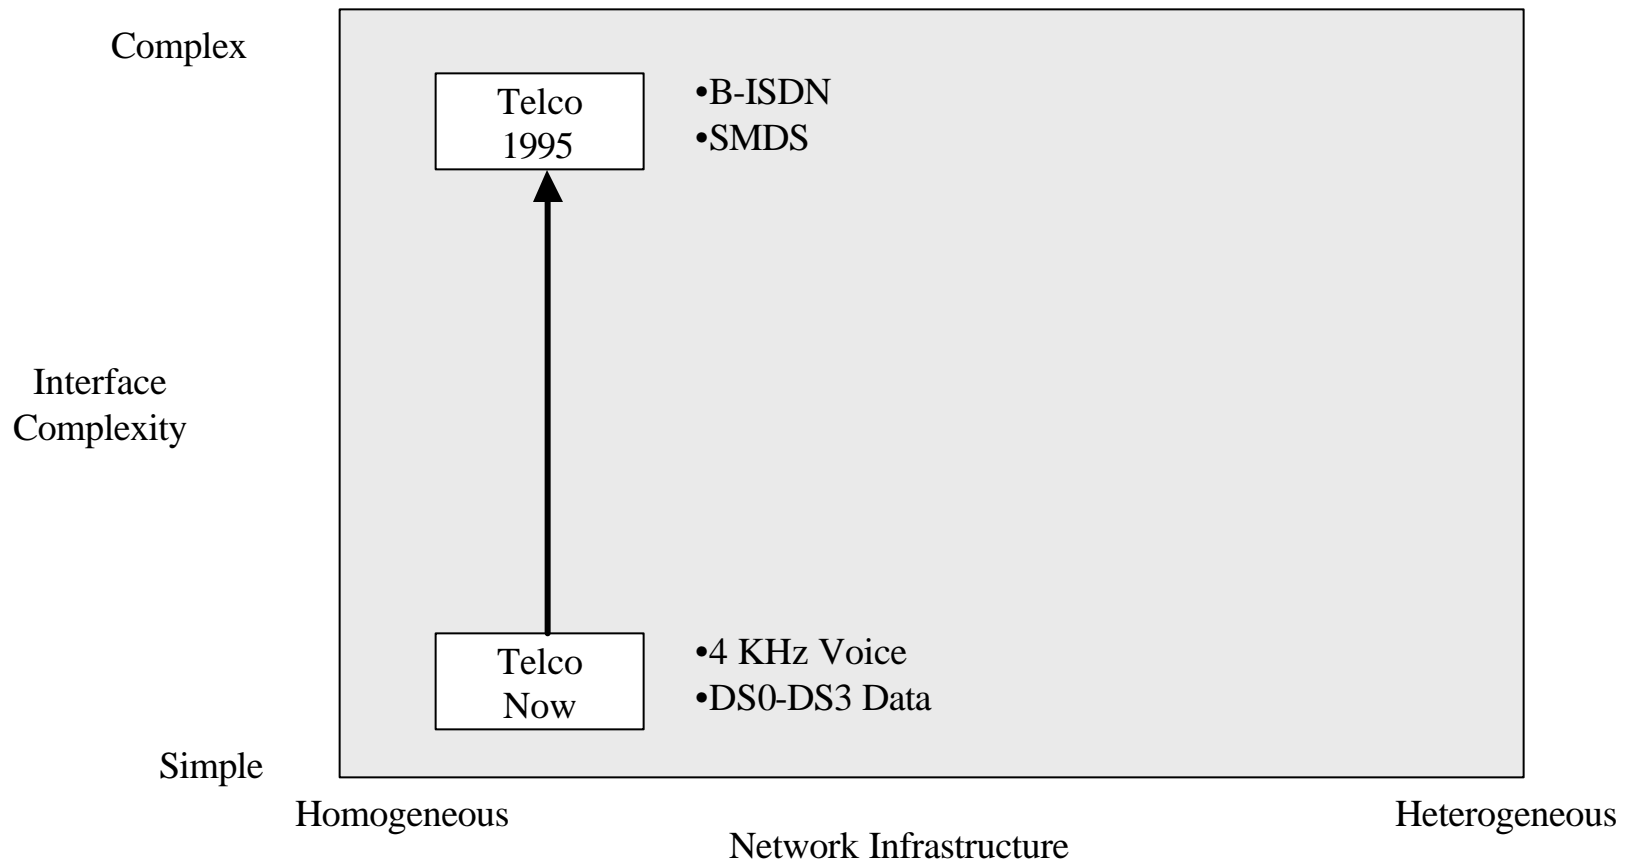 Complex
Telco
1995
•B-ISDN
•SMDS
Interface
Complexity
Telco
Now
•4 KHz Voice
•DS0-DS3 Data
Simple
Homogeneous
Heterogeneous
Network Infrastructure